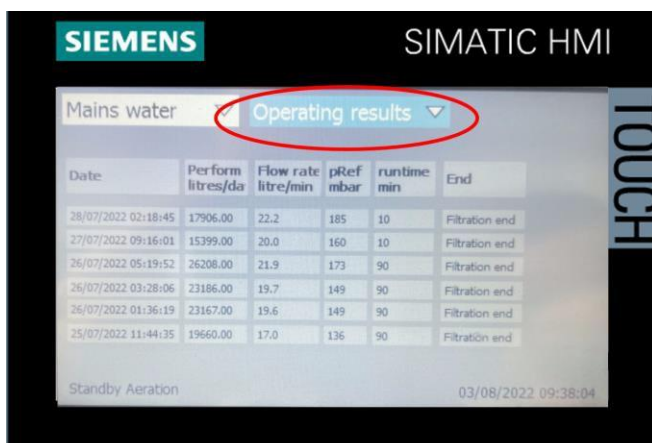 SIEMENS SIMATIC HMI
TOUCH
Mains water Operating results
Date Perform litres/da Flow rate litre/min pRef mbar runtime min End
28/07/2022 02:18:45 17906.00 22.2 185 10 Filtration end
27/07/2022 09:16:01 15399.00 20.0 160 10 Filtration end
26/07/2022 05:19:52 26208.00 21.9 173 90 Filtration end
26/07/2022 03:28:06 23186.00 19.7 149 90 Filtration end
26/07/2022 01:36:19 23167.00 19.6 149 90 Filtration end
25/07/2022 11:44:35 19660.00 17.0 136 90 Filtration end
Standby Aeration 03/08/2022 09:38:04